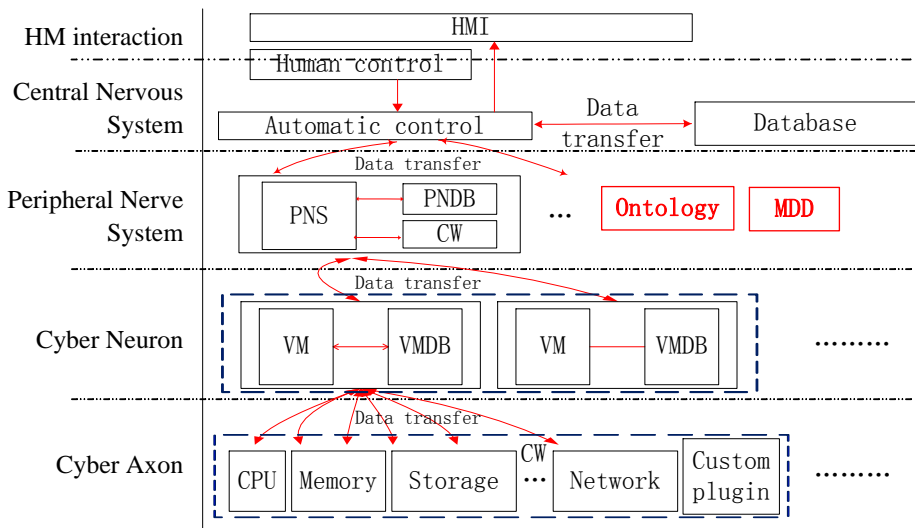 HM interaction
HMI
Human control
Central Nervous
System
Automatic control
Data
transfer
Database
Data transfer
Peripheral Nerve
System
PNS
PNDB
CW
...
Ontology
MDD
Data transfer
Cyber Neuron
VM
VMDB
VM
VMDB
………
Data transfer
Cyber Axon
CPU
Memory
Storage
CW
...
Network
Custom
plugin
………